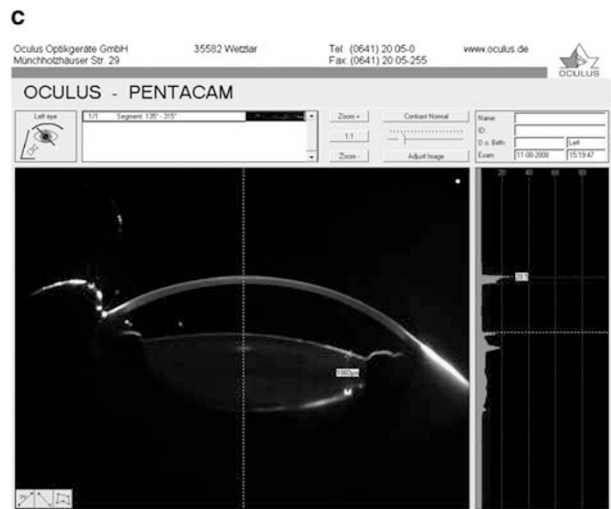 c
Oculus Optikgeräte GmbH 35582 Wetzlar Tel: (0641) 20 05-0 www.oculus.de
Münchholzhäuser Str. 29 Fax: (0641) 20 05-255
OCULUS
OCULUS - PENTACAM
Left eye
1/1 Segment: 135° - 315°
Zoom +
1:1
Zoom -
Contrast Normal
Adjust Image
Name:
ID:
D.o. Birth: Left
Exam: 11-08-2008 15:19:47
20 40 60 80